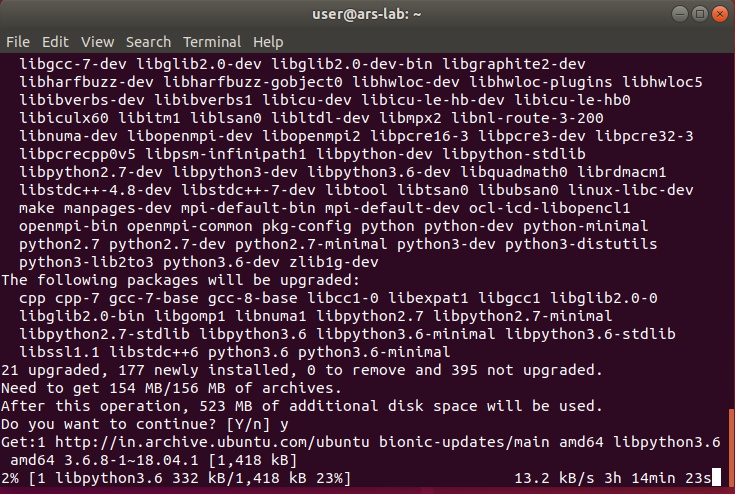 user@ars-lab: ~
File Edit View Search Terminal Help
libgcc-7-dev libglib2.0-dev libglib2.0-dev-bin libgraphite2-dev
libharfbuzz-dev libharfbuzz-gobject0 libhwloc-dev libhwloc-plugins libhwloc5
libibverbs-dev libibverbs1 libicu-dev libicu-le-hb-dev libicu-le-hb0
libiculx60 libitm1 liblsan0 libltdl-dev libmpx2 libnl-route-3-200
libnuma-dev libopenmpi-dev libopenmpi2 libpcre16-3 libpcre3-dev libpcre32-3
libpcrecpp0v5 libpsm-infinipath1 libpython-dev libpython-stdlib
libpython2.7-dev libpython3-dev libpython3.6-dev libquadmath0 librdmacm1
libstdc++-4.8-dev libstdc++-7-dev libtool libtsan0 libubsan0 linux-libc-dev
make manpages-dev mpi-default-bin mpi-default-dev ocl-icd-libopencl1
openmpi-bin openmpi-common pkg-config python python-dev python-minimal
python2.7 python2.7-dev python2.7-minimal python3-dev python3-distutils
python3-lib2to3 python3.6-dev zlib1g-dev
The following packages will be upgraded:
cpp cpp-7 gcc-7-base gcc-8-base libcc1-0 libexpat1 libgcc1 libglib2.0-0
libglib2.0-bin libgomp1 libnuma1 libpython2.7 libpython2.7-minimal
libpython2.7-stdlib libpython3.6 libpython3.6-minimal libpython3.6-stdlib
libssl1.1 libstdc++6 python3.6 python3.6-minimal
21 upgraded, 177 newly installed, 0 to remove and 395 not upgraded.
Need to get 154 MB/156 MB of archives.
After this operation, 523 MB of additional disk space will be used.
Do you want to continue? [Y/n] y
Get:1 http://in.archive.ubuntu.com/ubuntu bionic-updates/main amd64 libpython3.6
amd64 3.6.8-1~18.04.1 [1,418 kB]
2% [1 libpython3.6 332 kB/1,418 kB 23%] 13.2 kB/s 3h 14min 23s